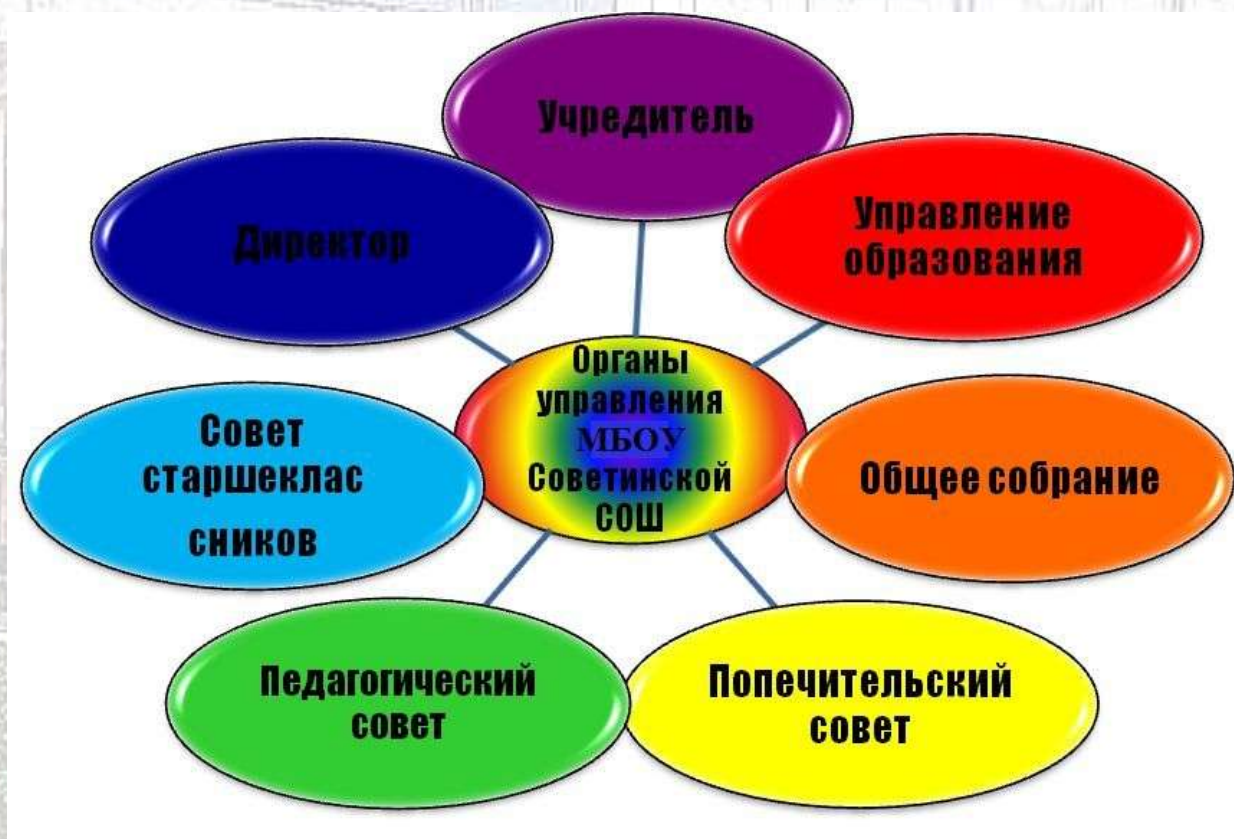 Учредитель
Директор
Управление
образования
Органы
управления
МБОУ
Советинской
СОШ
Совет
старшеклас
сников
Общее собрание
Педагогический
совет
Попечительский
совет